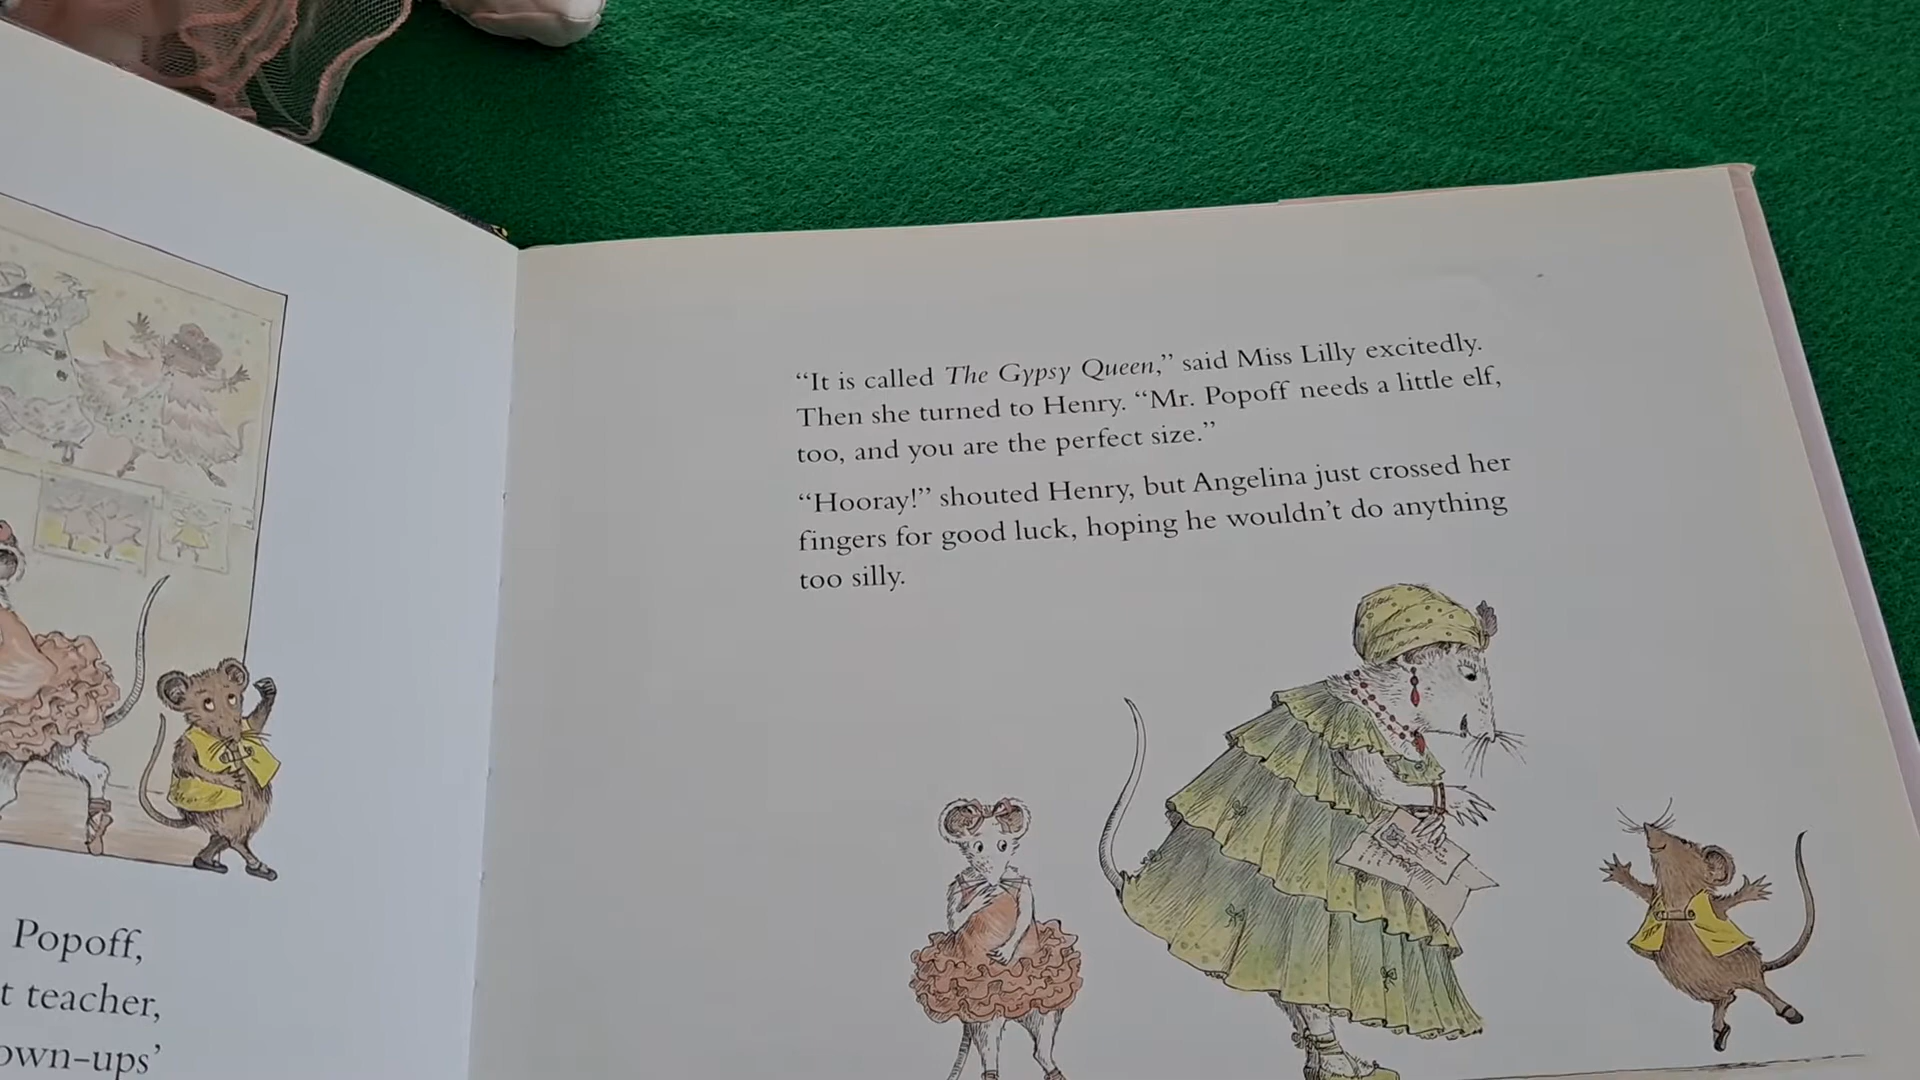 Popoff,
teacher,
“It is called The Gypsy Queen,” said Miss Lilly excitedly.
Then she turned to Henry. “Mr. Popoff needs a little elf,
too, and you are the perfect size.”
“Hooray!” shouted Henry, but Angelina just crossed her
fingers for good luck, hoping he wouldn’t do anything
too silly.